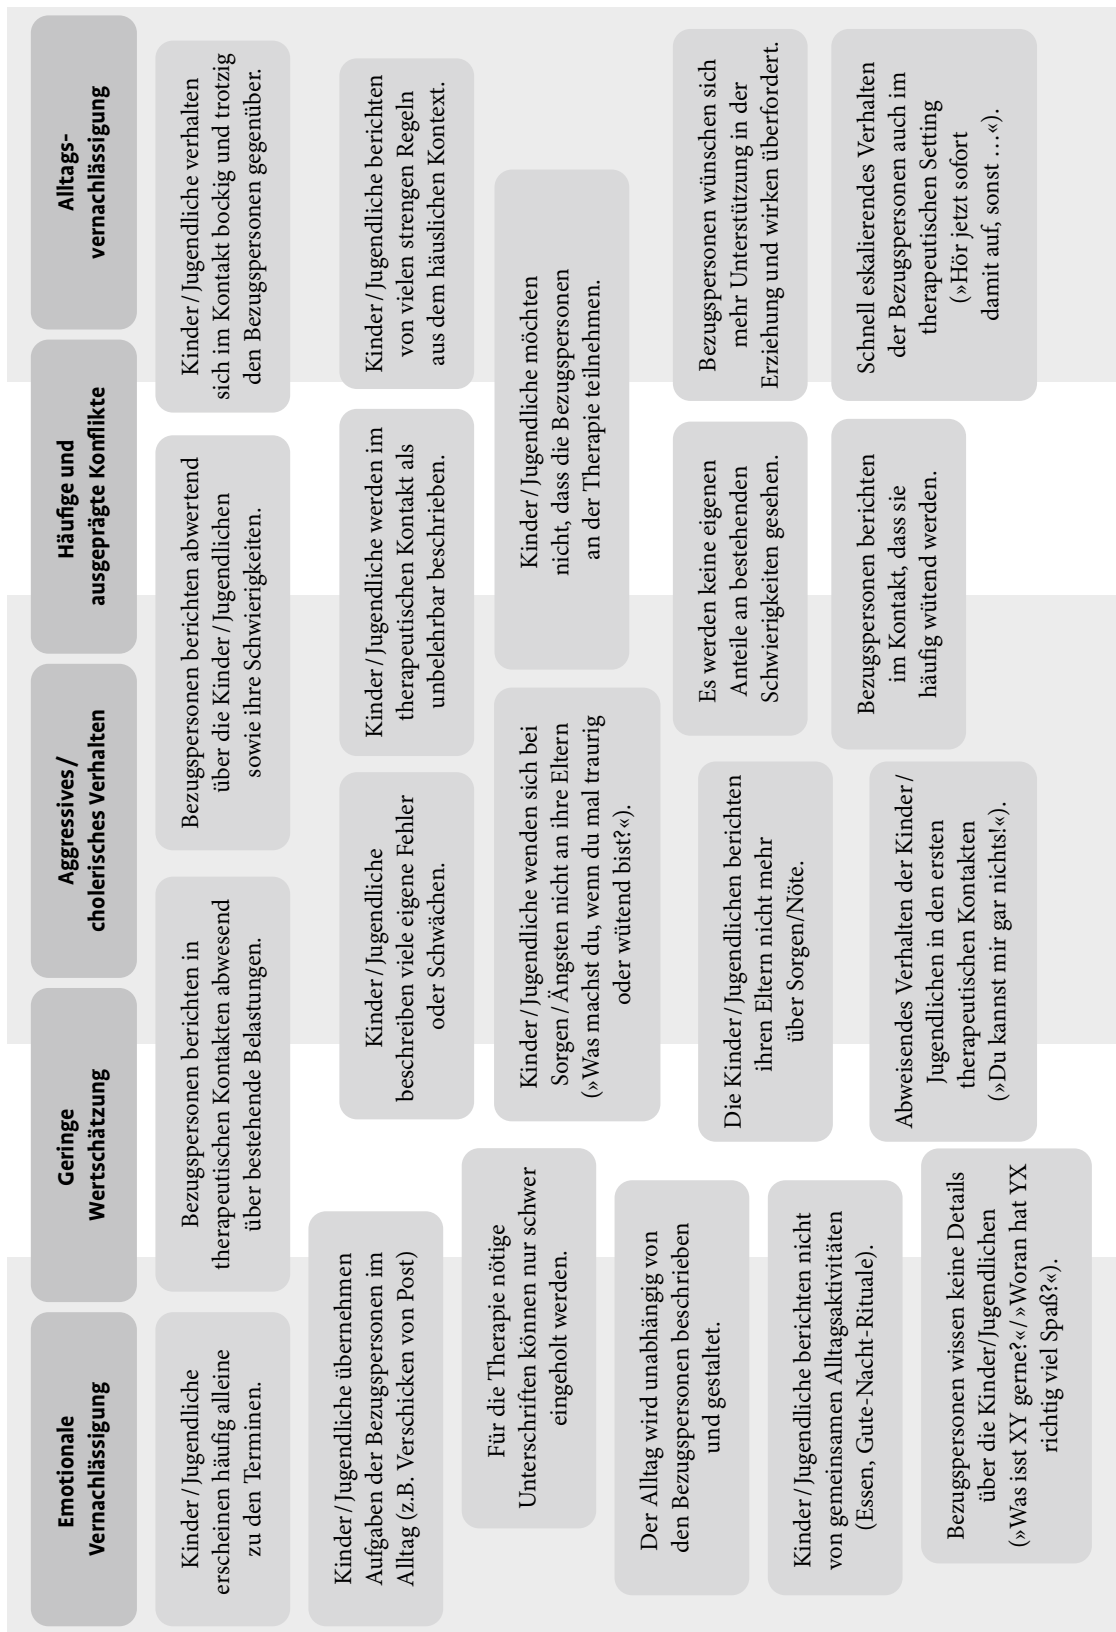 Emotionale
Vernachlässigung
Geringe
Wertschätzung
Aggressives/
cholerisches Verhalten
Häufige und
ausgeprägte Konflikte
Alltags-
vernachlässigung
Kinder/Jugendliche
erscheinen häufig alleine
zu den Terminen.
Bezugspersonen berichten in
therapeutischen Kontakten abwesend
über bestehende Belastungen.
Bezugspersonen berichten abwertend
über die Kinder/Jugendlichen
sowie ihre Schwierigkeiten.
Kinder/Jugendliche verhalten
sich im Kontakt bockig und trotzig
den Bezugspersonen gegenüber.
Kinder/Jugendliche übernehmen
Aufgaben der Bezugspersonen im
Alltag (z.B. Verschicken von Post)
Kinder/Jugendliche
beschreiben viele eigene Fehler
oder Schwächen.
Kinder/Jugendliche werden im
therapeutischen Kontakt als
unbelehrbar beschrieben.
Kinder/Jugendliche berichten
von vielen strengen Regeln
aus dem häuslichen Kontext.
Für die Therapie nötige
Unterschriften können nur schwer
eingeholt werden.
Kinder/Jugendliche wenden sich bei
Sorgen/Ängsten nicht an ihre Eltern
(»Was machst du, wenn du mal traurig
oder wütend bist?«).
Kinder/Jugendliche möchten
nicht, dass die Bezugspersonen
an der Therapie teilnehmen.
Der Alltag wird unabhängig von
den Bezugspersonen beschrieben
und gestaltet.
Die Kinder/Jugendlichen berichten
ihren Eltern nicht mehr
über Sorgen/Nöte.
Es werden keine eigenen
Anteile an bestehenden
Schwierigkeiten gesehen.
Bezugspersonen wünschen sich
mehr Unterstützung in der
Erziehung und wirken überfordert.
Kinder/Jugendliche berichten nicht
von gemeinsamen Alltagsaktivitäten
(Essen, Gute-Nacht-Rituale).
Abweisendes Verhalten der Kinder/
Jugendlichen in den ersten
therapeutischen Kontakten
(»Du kannst mir gar nichts!«).
Bezugspersonen berichten
im Kontakt, dass sie
häufig wütend werden.
Schnell eskalierendes Verhalten
der Bezugspersonen auch im
therapeutischen Setting
(»Hör jetzt sofort
damit auf, sonst …«).
Bezugspersonen wissen keine Details
über die Kinder/Jugendlichen
(»Was isst XY gerne?«/»Woran hat YX
richtig viel Spaß?«).